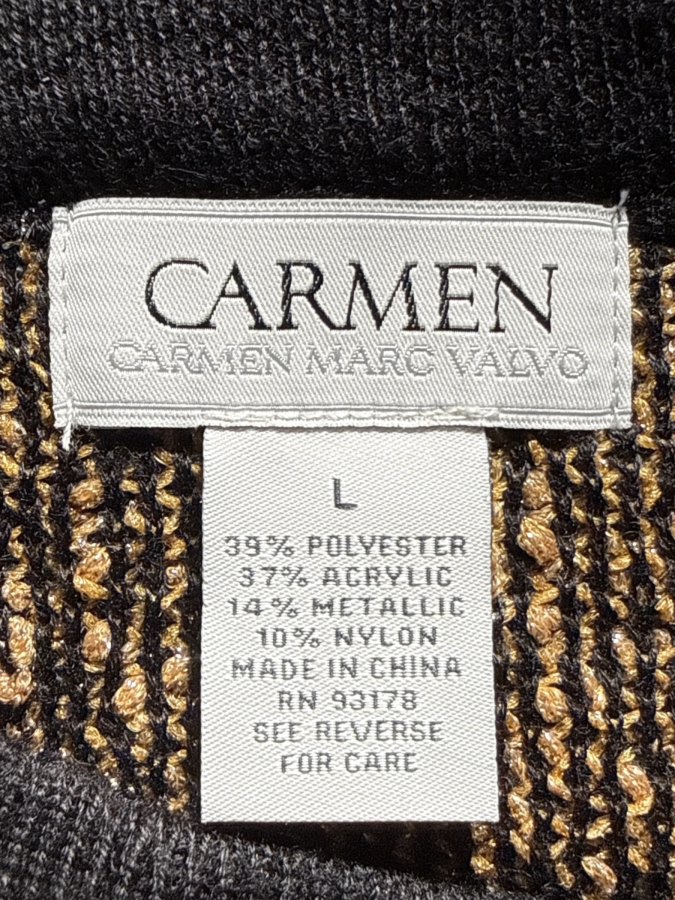 CARMEN
CARMEN MARC VALVO
L
39% POLYESTER
37% ACRYLIC
14% METALLIC
10% NYLON
MADE IN CHINA
RN 93178
SEE REVERSE
FOR CARE